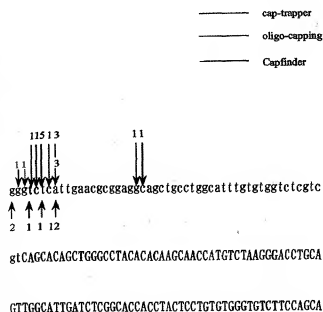 cap-trapper
oligo-capping
Capfinder
1 1
1 1 1 5 1 3
1 1
3
gggtctcattgaacgcggaggcagctgcctggcatttgtgtggtctcgtc
2 1 1 1 2
gtCAGCACAGCTGGGCCTACACACAAGCAACCATGTCTAAGGGACCTGCA
GTTGGCATTGATCTCGGCACCACCTACTCCTGTGTGGGTGTCTTCCAGCA